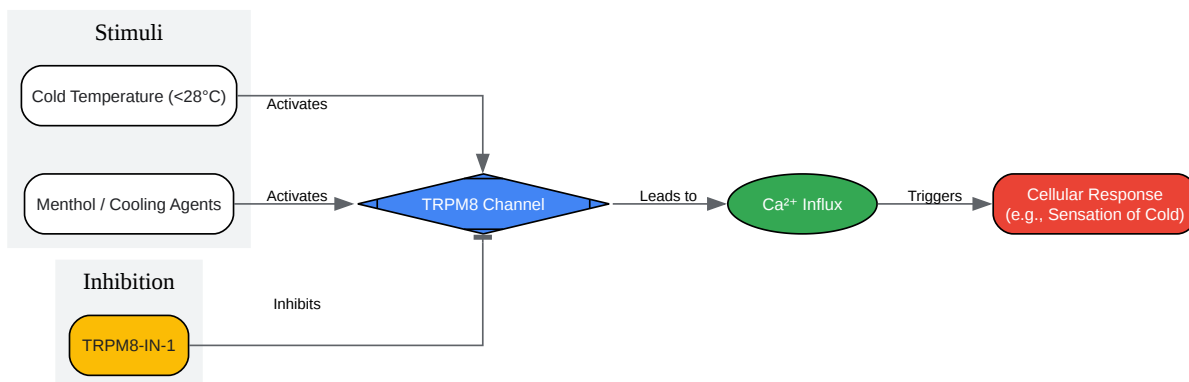 Stimuli
Cold Temperature (<28°C)
Activates
Menthol / Cooling Agents
Activates
TRPM8 Channel
Leads to
Ca²⁺ Influx
Triggers
Cellular Response
(e.g., Sensation of Cold)
Inhibition
Inhibits
TRPM8-IN-1